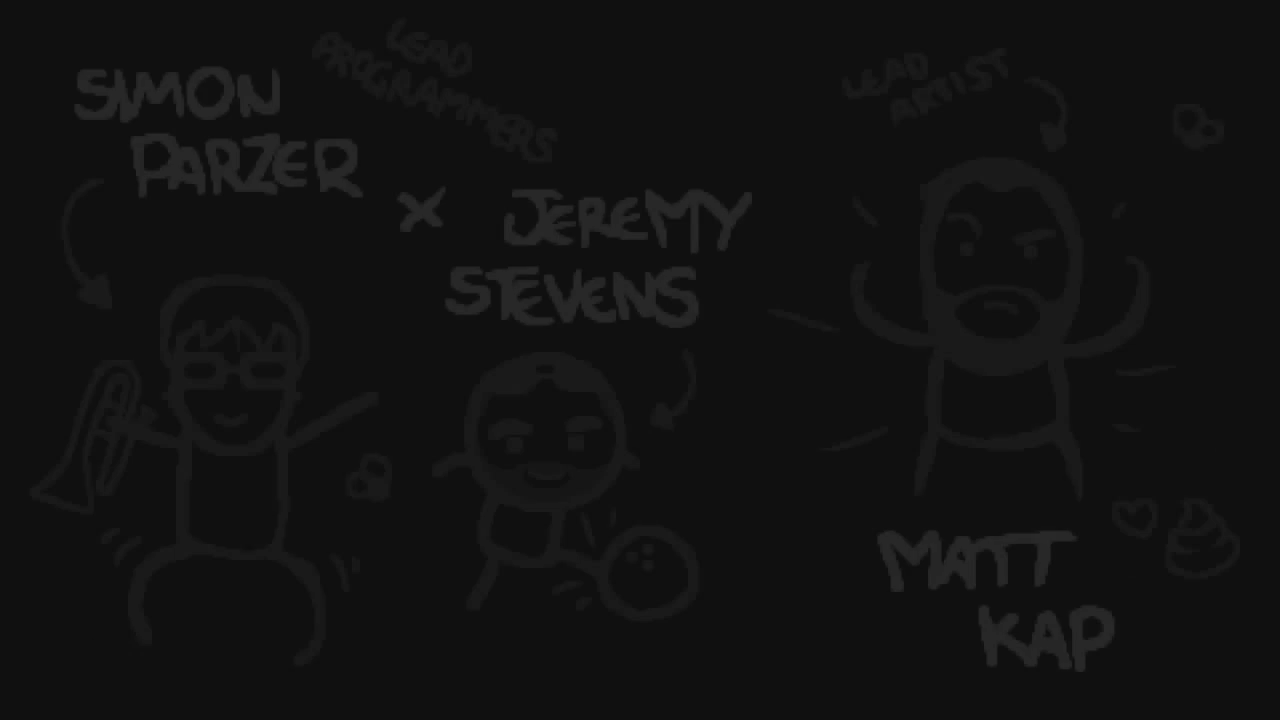 LEAD
PROGRAMMERS
SIMON
PARZER
X JEREMY
STEVENS
LEAD
ARTIST
MATT
KAP